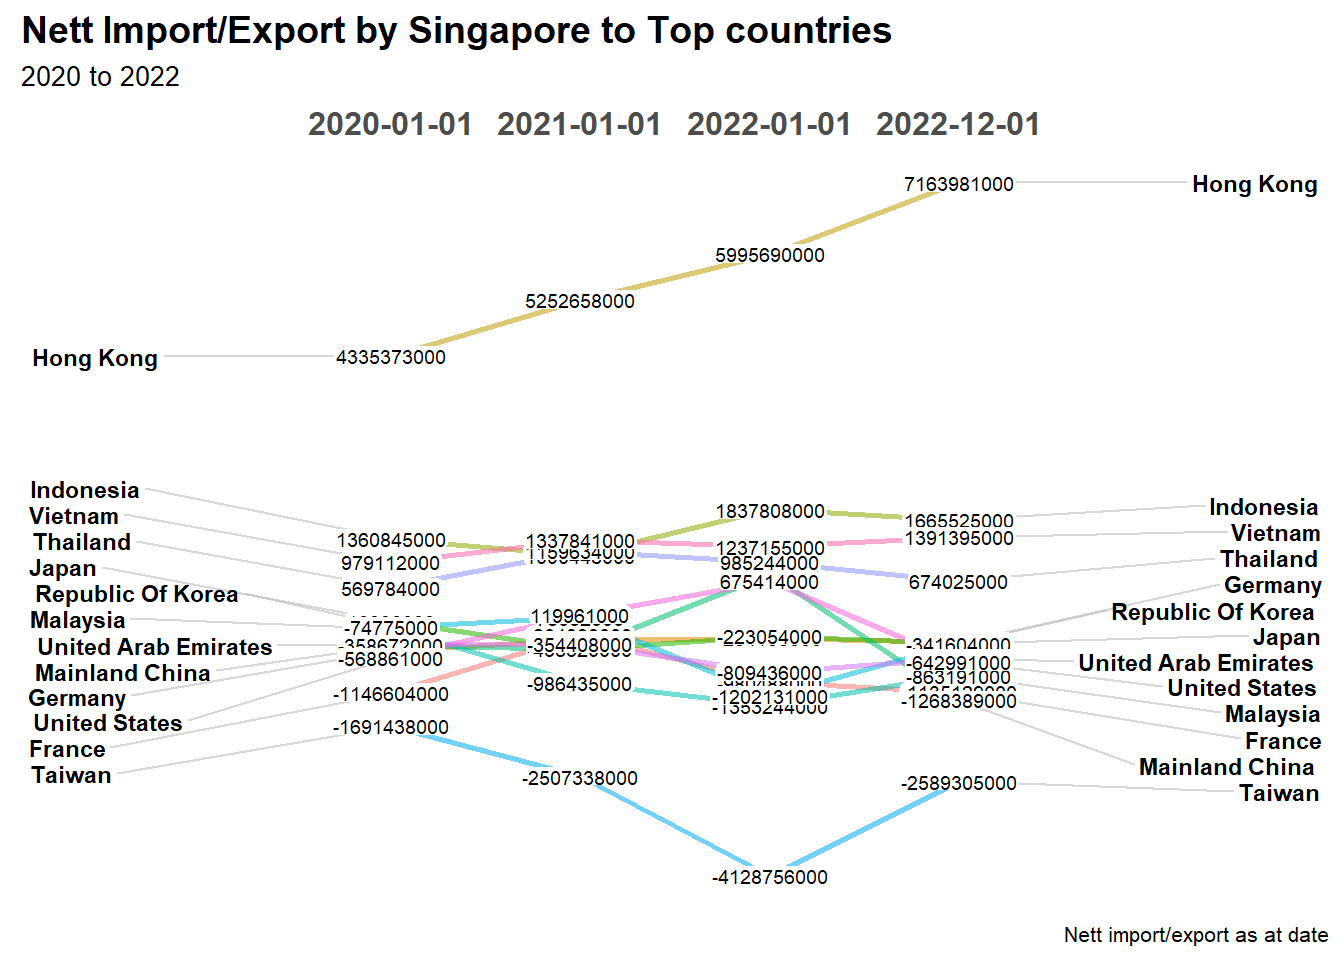 Nett Import/Export by Singapore to Top countries
2020 to 2022
2020-01-01 2021-01-01 2022-01-01 2022-12-01
7163981000
Hong Kong
5995690000
5252658000
Hong Kong
4335373000
Indonesia
Vietnam
Thailand
Japan
Republic Of Korea
Malaysia
United Arab Emirates
Mainland China
Germany
United States
France
Taiwan
1360845000
979112000
569784000
-74775000
-358672000
-568861000
-1146604000
-1691438000
1337841000
1159634000
119961000
-354408000
-986435000
-2507338000
1837808000
1237155000
985244000
675414000
-223054000
-809436000
-1202131000
-1353244000
-4128756000
1665525000
1391395000
674025000
-341604000
-642991000
-863191000
-1268389000
-2589305000
Indonesia
Vietnam
Thailand
Germany
Republic Of Korea
Japan
United Arab Emirates
United States
Malaysia
France
Mainland China
Taiwan
Nett import/export as at date